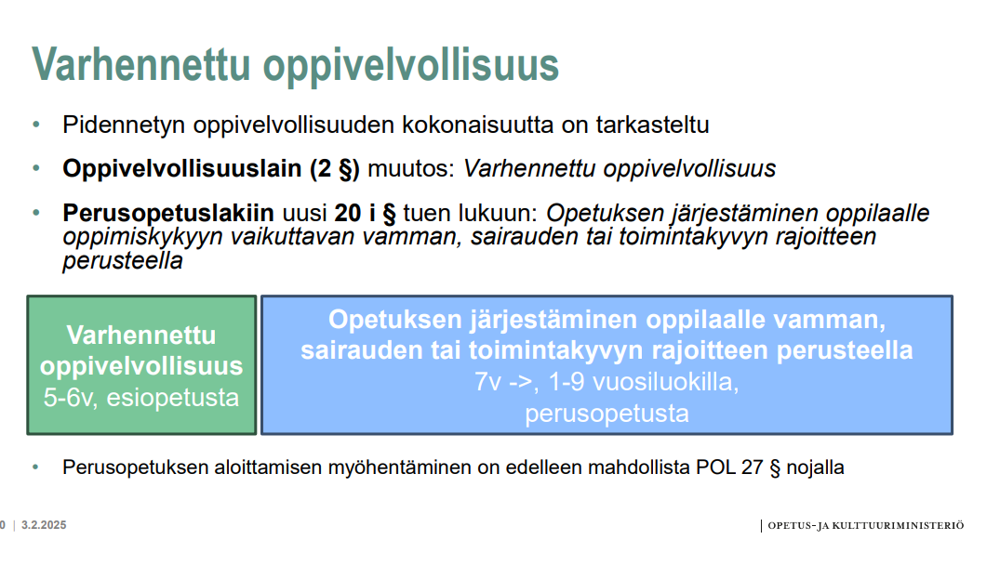 Varhennettu oppivelvollisuus
• Pidennetyn oppivelvollisuuden kokonaisuutta on tarkasteltu
• Oppivelvollisuuslain (2 §) muutos: Varhennettu oppivelvollisuus
• Perusopetuslakiin uusi 20 i § tuen lukuun: Opetuksen järjestäminen oppilaalle
oppimiskykyyn vaikuttavan vamman, sairauden tai toimintakyvyn rajoitteen
perusteella
Varhennettu
oppivelvollisuus
5-6v, esiopetusta
Opetuksen järjestäminen oppilaalle vamman,
sairauden tai toimintakyvyn rajoitteen perusteella
7v ->, 1-9 vuosiluokilla,
perusopetusta
• Perusopetuksen aloittamisen myöhentäminen on edelleen mahdollista POL 27 § nojalla
0 | 3.2.2025
| OPETUS- JA KULTTUURIMINISTERIÖ